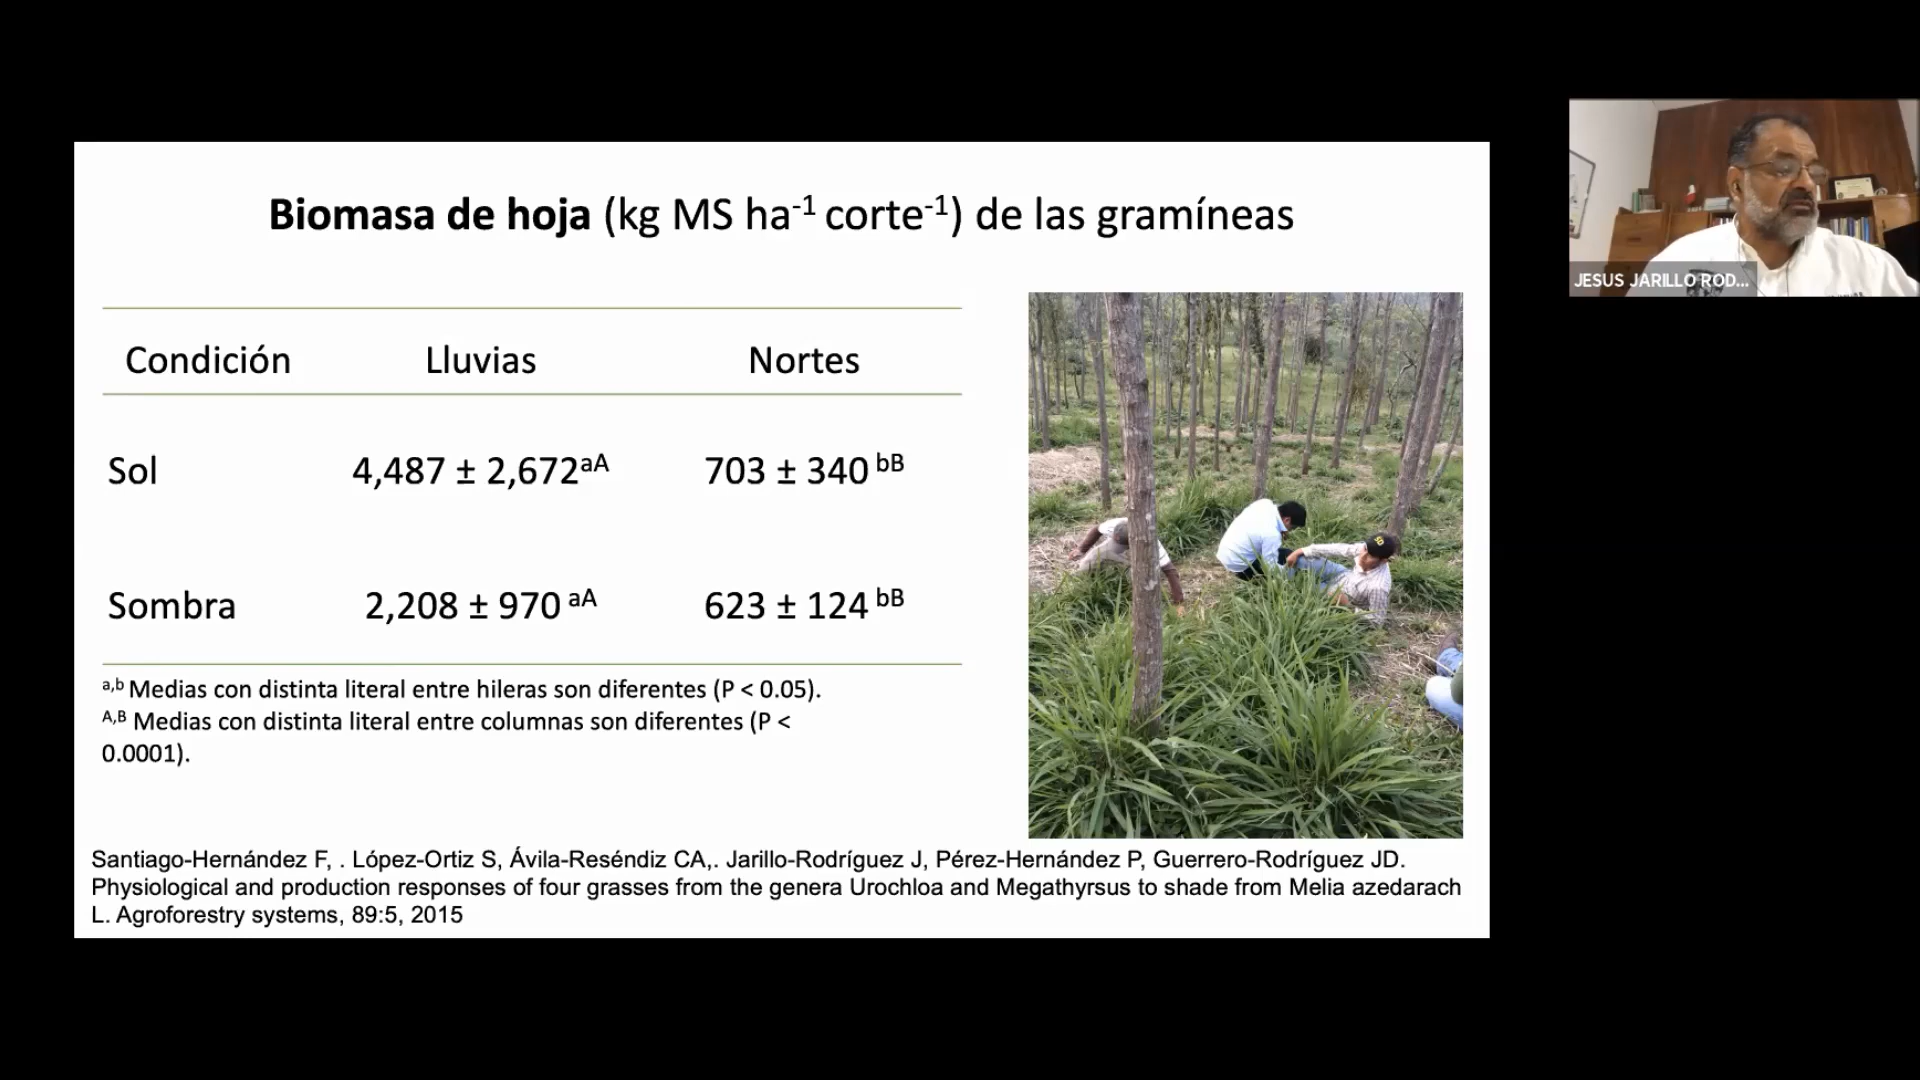 Biomasa de hoja (kg MS ha-1 corte-1) de las gramíneas
Condición Lluvias Nortes
Sol 4,487 ± 2,672aA 703 ± 340 bB
Sombra 2,208 ± 970 aA 623 ± 124 bB
a,b Medias con distinta literal entre hileras son diferentes (P < 0.05).
A,B Medias con distinta literal entre columnas son diferentes (P <
0.0001).
Santiago-Hernández F, . López-Ortiz S, Ávila-Reséndiz CA,. Jarillo-Rodríguez J, Pérez-Hernández P, Guerrero-Rodríguez JD.
Physiological and production responses of four grasses from the genera Urochloa and Megathyrsus to shade from Melia azedarach
L. Agroforestry systems, 89:5, 2015
JESUS JARILLO ROD...